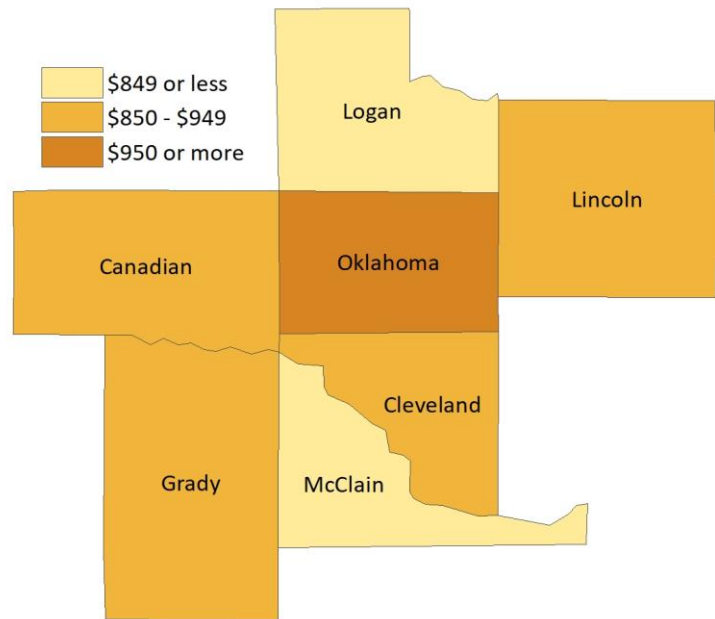 $849 or less
$850 - $949
$950 or more
Logan
Lincoln
Canadian
Oklahoma
Cleveland
Grady
McClain